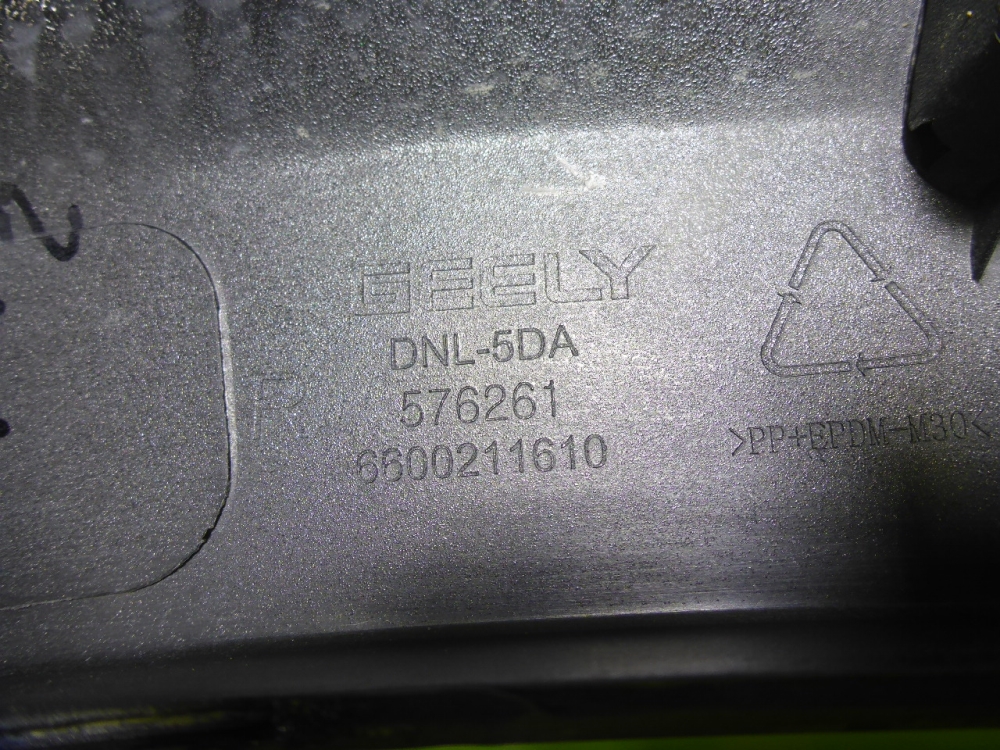 GEELY
DNL-5DA
576261
R
6600211610
>PP+EPDM-M30<